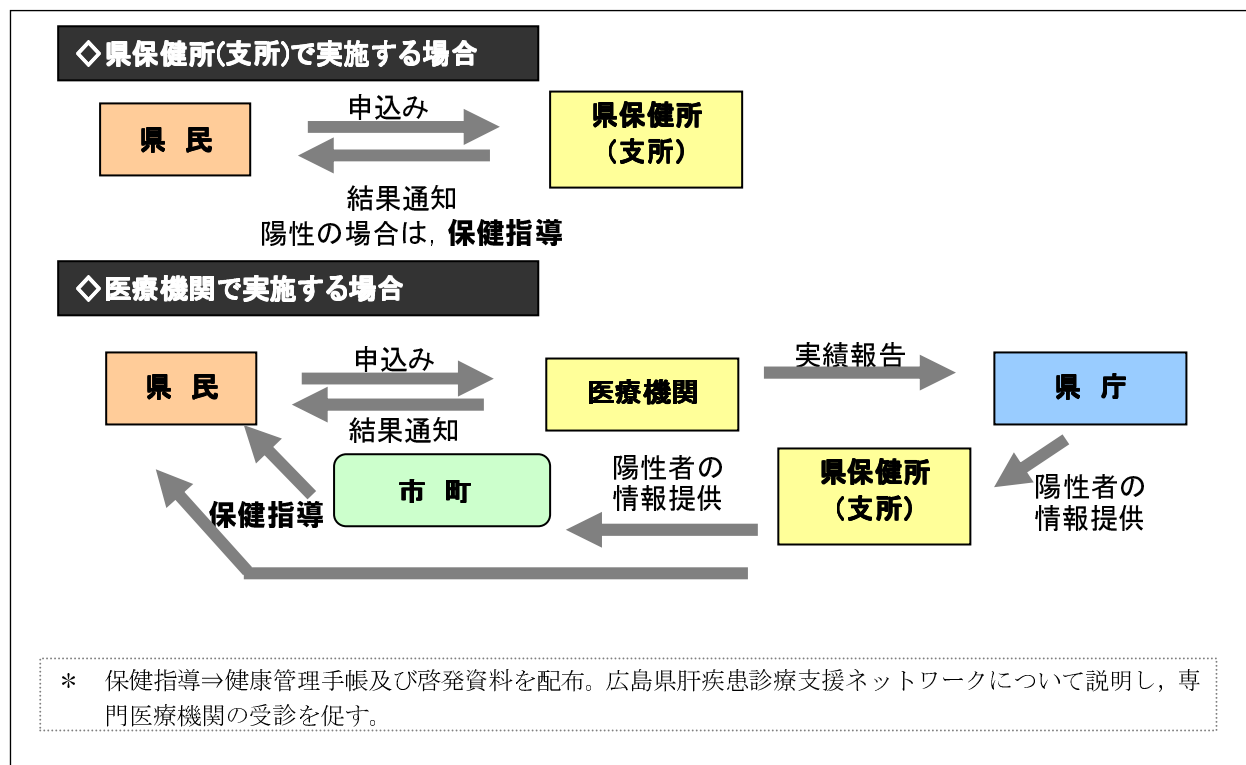 ◇県保健所(支所)で実施する場合
県 民
申込み
県保健所
(支所)
結果通知
陽性の場合は,保健指導
◇医療機関で実施する場合
県 民
申込み
結果通知
医療機関
実績報告
県 庁
市 町
保健指導
陽性者の
情報提供
県保健所
(支所)
陽性者の
情報提供
* 保健指導⇒健康管理手帳及び啓発資料を配布。広島県肝疾患診療支援ネットワークについて説明し,専
門医療機関の受診を促す。